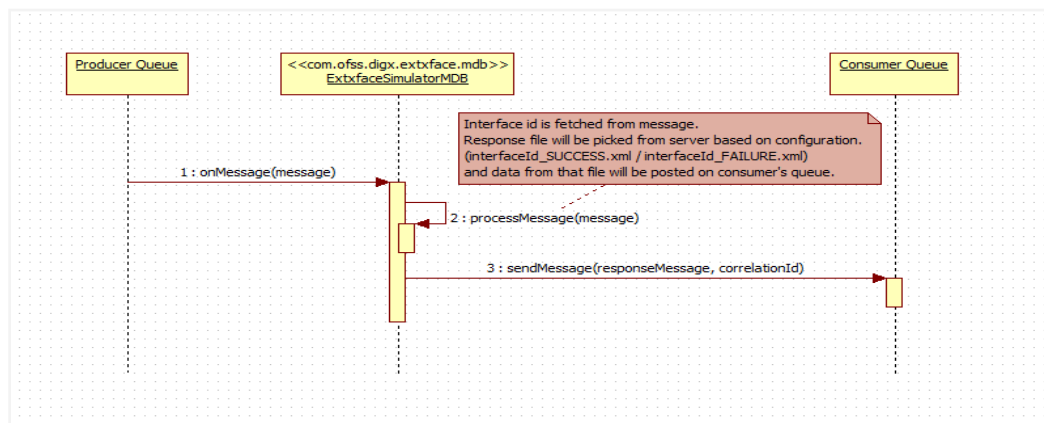 Producer Queue
<<com.ofss.digx.extxface.mdb>>
ExtxfaceSimulatorMDB
Consumer Queue
Interface id is fetched from message.
Response file will be picked from server based on configuration.
(interfaceId_SUCCESS.xml / interfaceId_FAILURE.xml)
and data from that file will be posted on consumer's queue.
1 : onMessage(message)
2 : processMessage(message)
3 : sendMessage(responseMessage, correlationId)